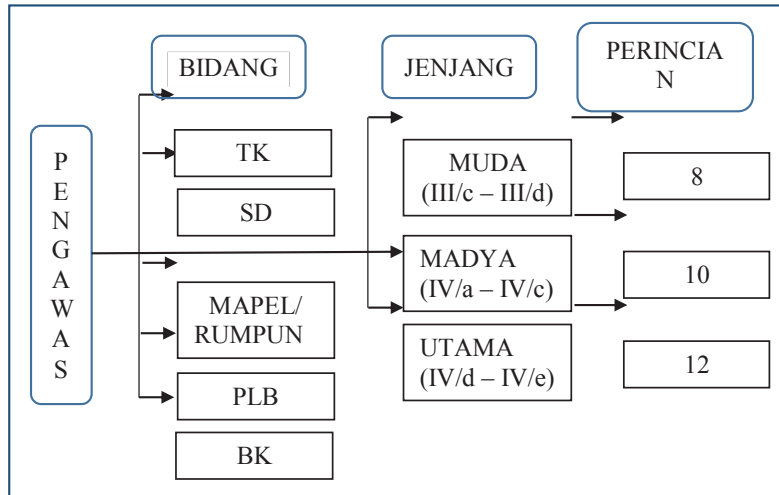 PENGAWAS
BIDANG
TK
SD
MAPEL/
RUMPUN
PLB
BK
JENJANG
MUDA
(III/c – III/d)
MADYA
(IV/a – IV/c)
UTAMA
(IV/d – IV/e)
PERINCIA
N
8
10
12